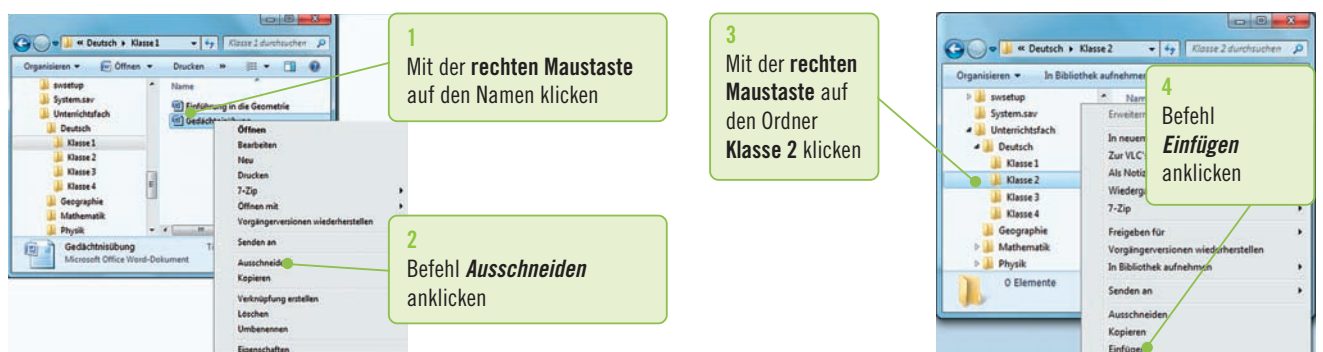 « Deutsch ▸ Klasse 1
Klasse 1 durchsuchen
Organisieren
Öffnen
Drucken
»
swsetup
System.sav
Unterrichtsfach
Deutsch
Klasse 1
Klasse 2
Klasse 3
Klasse 4
Geographie
Mathematik
Physik
Name
Einführung in die Geometrie
Gedächtnisübung
Öffnen
Bearbeiten
Neu
Drucken
7-Zip
Öffnen mit
Vorgängerversionen wiederherstellen
Senden an
Ausschneiden
Kopieren
Verknüpfung erstellen
Löschen
Umbenennen
Eigenschaften
Gedächtnisübung
Microsoft Office Word-Dokument
1
Mit der rechten Maustaste
auf den Namen klicken
2
Befehl Ausschneiden
anklicken
3
Mit der rechten
Maustaste auf
den Ordner
Klasse 2 klicken
« Deutsch ▸ Klasse 2
Klasse 2 durchsuchen
Organisieren
In Bibliothek aufnehmen
swsetup
System.sav
Unterrichtsfach
Deutsch
Klasse 1
Klasse 2
Klasse 3
Klasse 4
Geographie
Mathematik
Physik
0 Elemente
In neuem
Als Notiz
7-Zip
Freigeben für
Vorgängerversionen wiederherstellen
In Bibliothek aufnehmen
Senden an
Ausschneiden
Kopieren
Einfügen
4
Befehl
Einfügen
anklicken